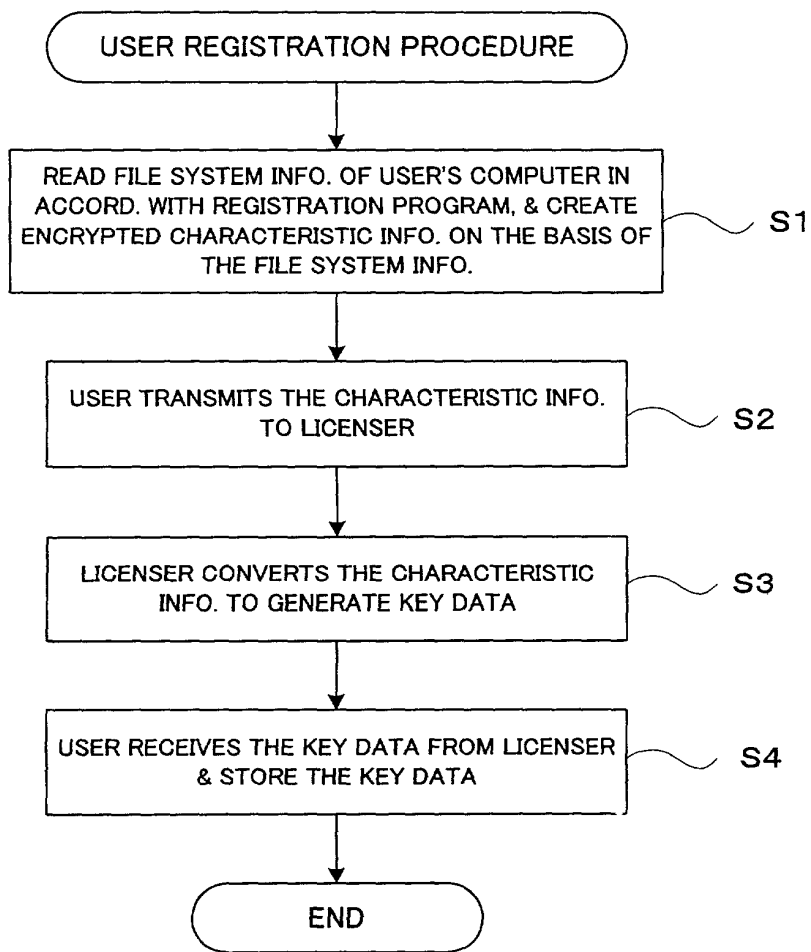 USER REGISTRATION PROCEDURE
READ FILE SYSTEM INFO. OF USER'S COMPUTER IN
ACCORD. WITH REGISTRATION PROGRAM, & CREATE
ENCRYPTED CHARACTERISTIC INFO. ON THE BASIS OF
THE FILE SYSTEM INFO.
S1
USER TRANSMITS THE CHARACTERISTIC INFO.
TO LICENSER
S2
LICENSER CONVERTS THE CHARACTERISTIC
INFO. TO GENERATE KEY DATA
S3
USER RECEIVES THE KEY DATA FROM LICENSER
& STORE THE KEY DATA
S4
END